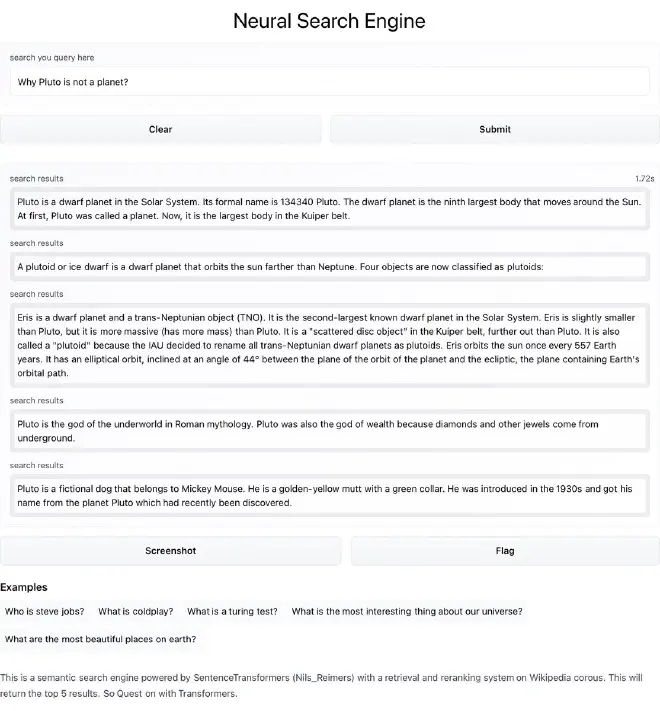 Neural Search Engine
search you query here
Why Pluto is not a planet?
Clear
Submit
search results
1.72s
Pluto is a dwarf planet in the Solar System. Its formal name is 134340 Pluto. The dwarf planet is the ninth largest body that moves around the Sun.
At first, Pluto was called a planet. Now, it is the largest body in the Kuiper belt.
search results
A plutoid or ice dwarf is a dwarf planet that orbits the sun farther than Neptune. Four objects are now classified as plutoids:
search results
Eris is a dwarf planet and a trans-Neptunian object (TNO). It is the second-largest known dwarf planet in the Solar System. Eris is slightly smaller
than Pluto, but it is more massive (has more mass) than Pluto. It is a "scattered disc object" in the Kuiper belt, further out than Pluto. It is also
called a "plutoid" because the IAU decided to rename all trans-Neptunian dwarf planets as plutoids. Eris orbits the sun once every 557 Earth
years. It has an elliptical orbit, inclined at an angle of 44° between the plane of the orbit of the planet and the ecliptic, the plane containing Earth's
orbital path.
search results
Pluto is the god of the underworld in Roman mythology. Pluto was also the god of wealth because diamonds and other jewels come from
underground.
search results
Pluto is a fictional dog that belongs to Mickey Mouse. He is a golden-yellow mutt with a green collar. He was introduced in the 1930s and got his
name from the planet Pluto which had recently been discovered.
Screenshot
Flag
Examples
Who is steve jobs?
What is coldplay?
What is a turing test?
What is the most interesting thing about our universe?
What are the most beautiful places on earth?
This is a semantic search engine powered by SentenceTransformers (Nils_Reimers) with a retrieval and reranking system on Wikipedia corous. This will
return the top 5 results. So Quest on with Transformers.